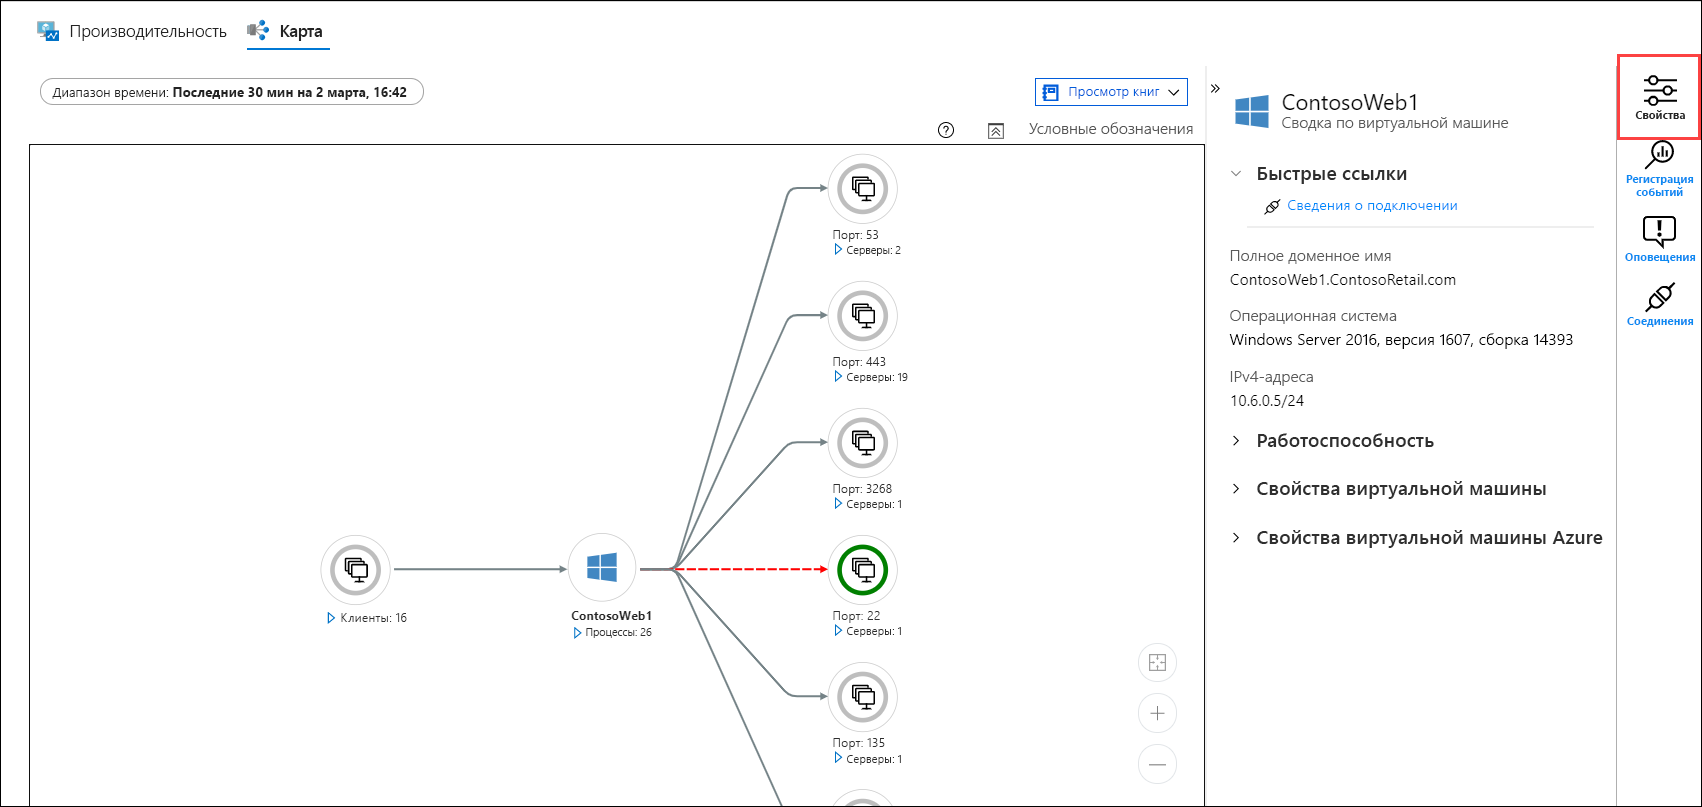 Производительность
Карта
Диапазон времени: Последние 30 мин на 2 марта, 16:42
Просмотр книг
Условные обозначения
Порт: 53
Серверы: 2
Порт: 443
Серверы: 19
Порт: 3268
Серверы: 1
Клиенты: 16
ContosoWeb1
Процессы: 26
Порт: 22
Серверы: 1
Порт: 135
Серверы: 1
ContosoWeb1
Сводка по виртуальной машине
Быстрые ссылки
Сведения о подключении
Полное доменное имя
ContosoWeb1.ContosoRetail.com
Операционная система
Windows Server 2016, версия 1607, сборка 14393
IPv4-адреса
10.6.0.5/24
Работоспособность
Свойства виртуальной машины
Свойства виртуальной машины Azure
Свойства
Регистрация
событий
Оповещения
Соединения